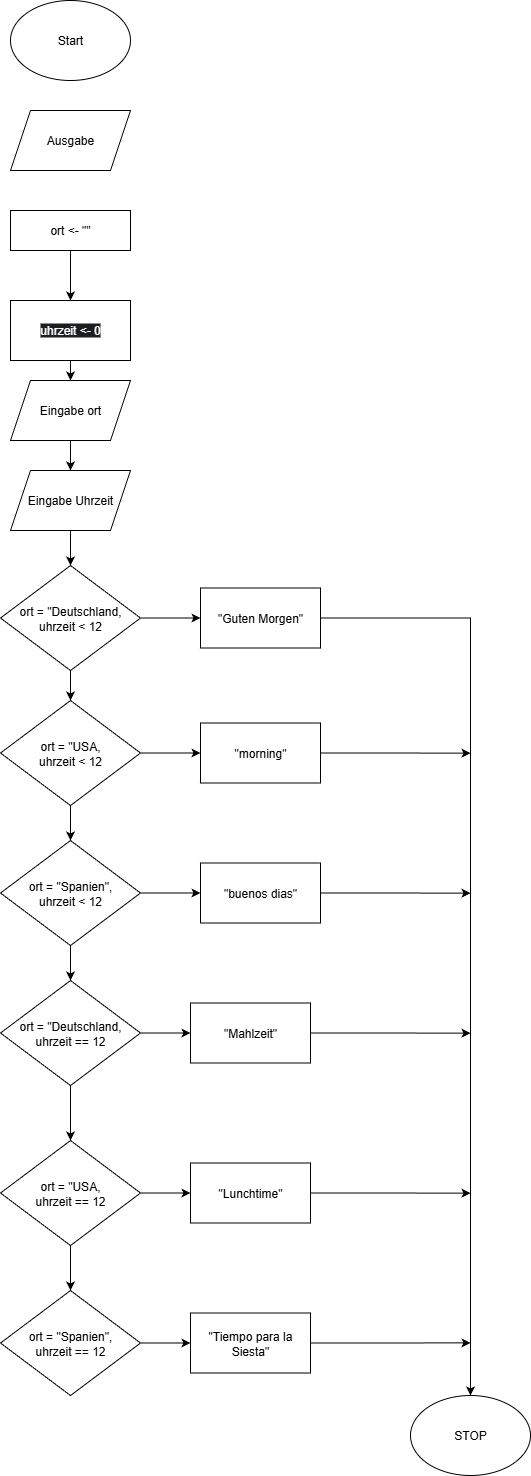 Start
Ausgabe
ort <- ""
uhrzeit <- 0
Eingabe ort
Eingabe Uhrzeit
ort = "Deutschland,
uhrzeit < 12
"Guten Morgen"
ort = "USA,
uhrzeit < 12
"morning"
ort = "Spanien",
uhrzeit < 12
"buenos dias"
ort = "Deutschland,
uhrzeit == 12
"Mahlzeit"
ort = "USA,
uhrzeit == 12
"Lunchtime"
ort = "Spanien",
uhrzeit == 12
"Tiempo para la
Siesta"
STOP